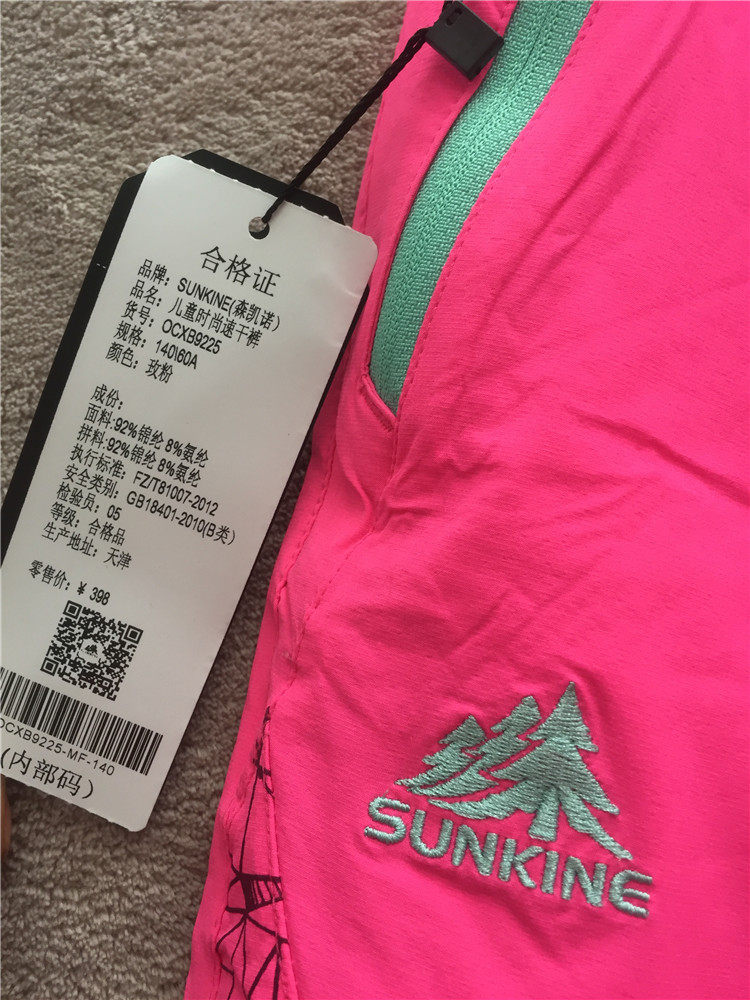 合格证
品牌: SUNKINE(森凯诺)
品名: 儿童时尚速干裤
货号: OCXB9225
规格: 140\60A
颜色: 玫粉
成份:
面料:92%锦纶 8%氨纶
拼料:92%锦纶 8%氨纶
执行标准: FZ/T81007-2012
安全类别: GB18401-2010(B类)
检验员: 05
等级: 合格品
生产地址: 天津
零售价: ¥ 398
OCXB9225-MF-140
(内部码)
SUNKINE